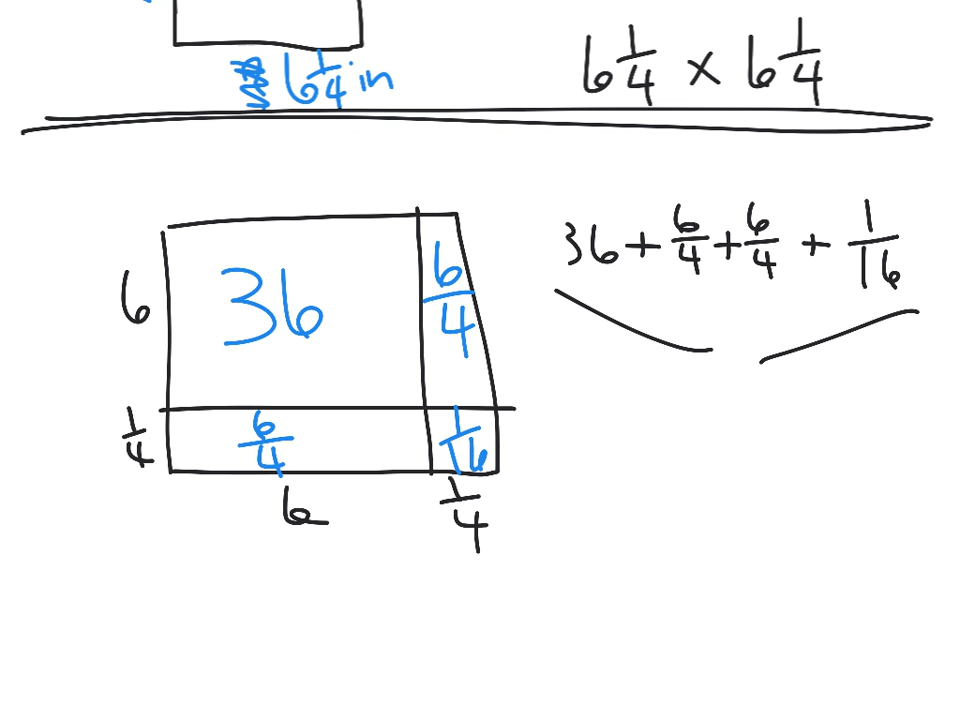 6 1/4 in
6 1/4 × 6 1/4
36 + 6/4 + 6/4 + 1/16
6
36
6/4
1/4
6/4
1/16
6
1/4